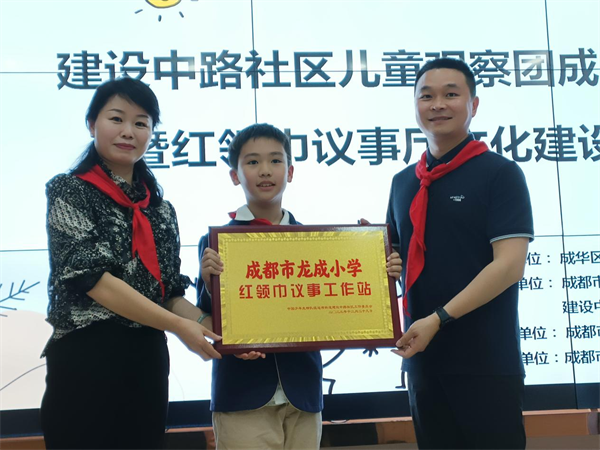 建设中路社区儿童观察团成
暨红领巾议事厅文化建设
单位： 成华区
成都市
建设中
单位：成都市
单位：成都
成都市龙成小学
红领巾议事工作站